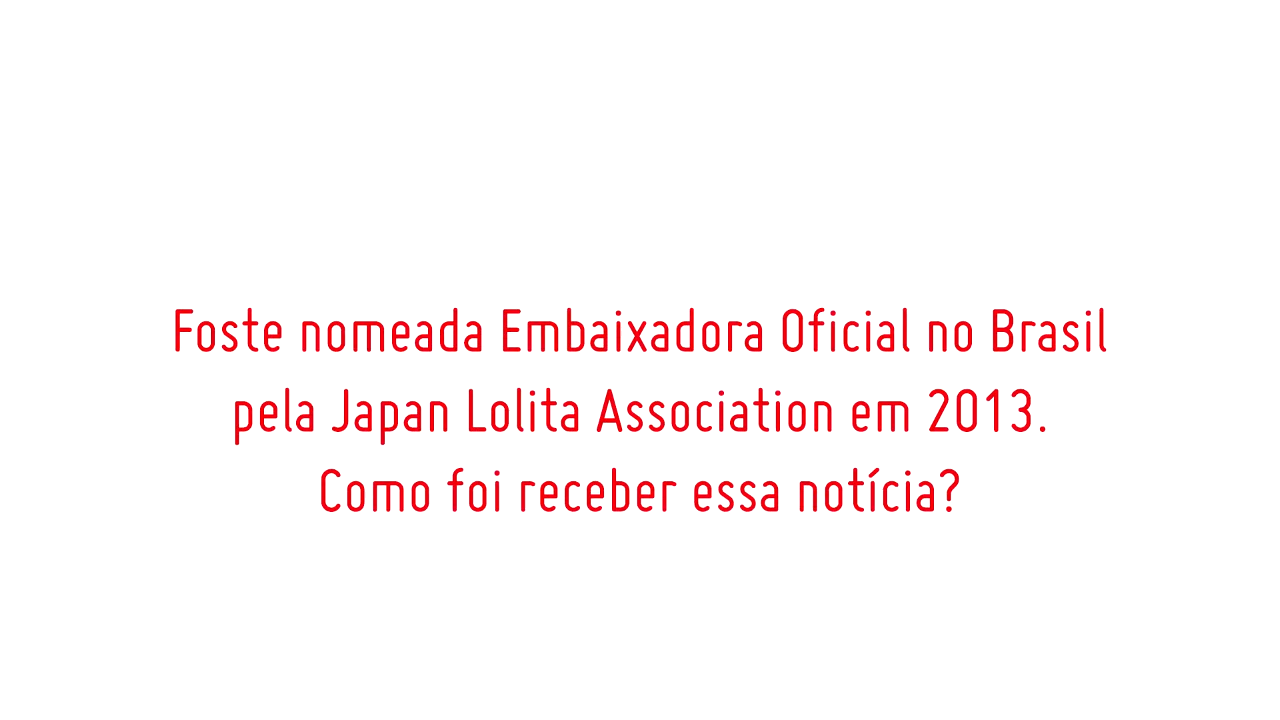 Foste nomeada Embaixadora Oficial no Brasil
pela Japan Lolita Association em 2013.
Como foi receber essa notícia?